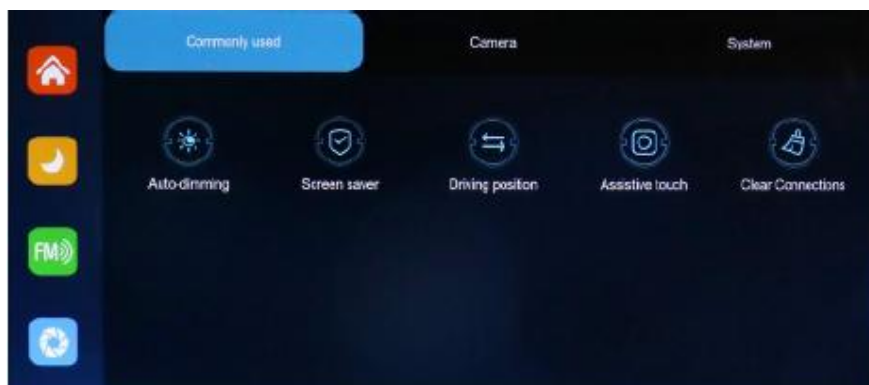 Commonly used
Camera
System
Auto-dimming
Screen saver
Driving position
Assistive touch
Clear Connections
FM